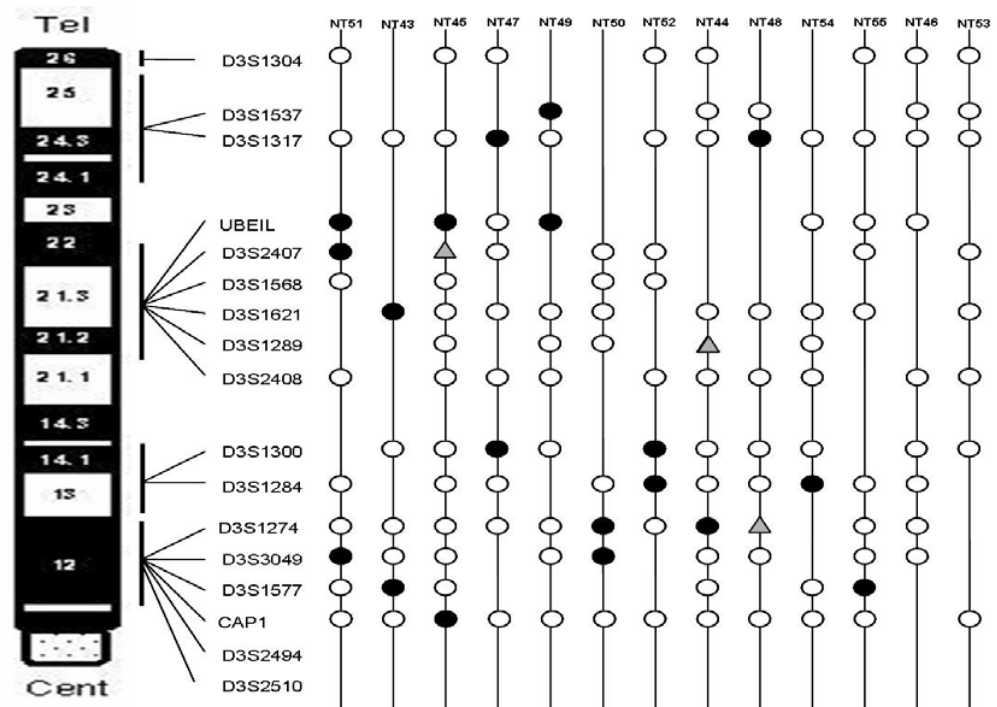 Tel
NT51 NT43 NT45 NT47 NT49 NT50 NT52 NT44 NT48 NT54 NT55 NT46 NT53
26
D3S1304
25
D3S1537
24.3
D3S1317
24.1
23
UBEIL
22
D3S2407
D3S1568
21.3
D3S1621
21.2
D3S1289
21.1
D3S2408
14.3
14.1
D3S1300
13
D3S1284
D3S1274
12
D3S3049
D3S1577
CAP1
D3S2494
Cent
D3S2510